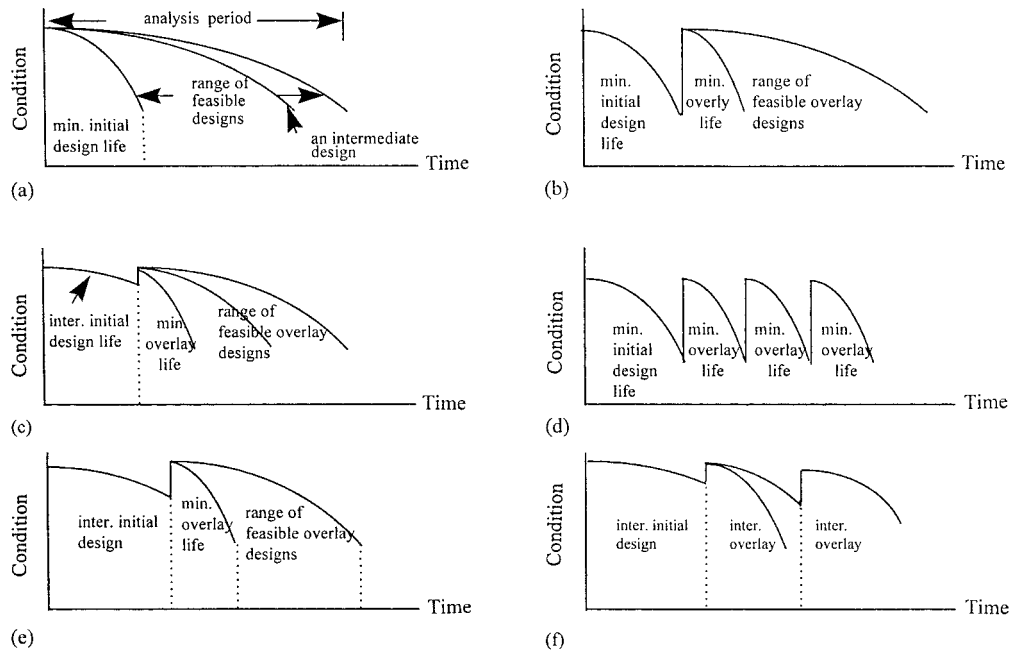 analysis period
Condition
range of
feasible
designs
min. initial
design life
an intermediate
design
Time
(a)
Condition
min.
initial
design
life
min.
overly
life
range of
feasible overlay
designs
Time
(b)
Condition
inter. initial
design life
min.
overlay
life
range of
feasible overlay
designs
Time
(c)
Condition
min.
initial
design
life
min.
overlay
life
min.
overlay
life
min.
overlay
life
Time
(d)
Condition
inter. initial
design
min.
overlay
life
range of
feasible overlay
designs
Time
(e)
Condition
inter. initial
design
inter.
overlay
inter.
overlay
Time
(f)